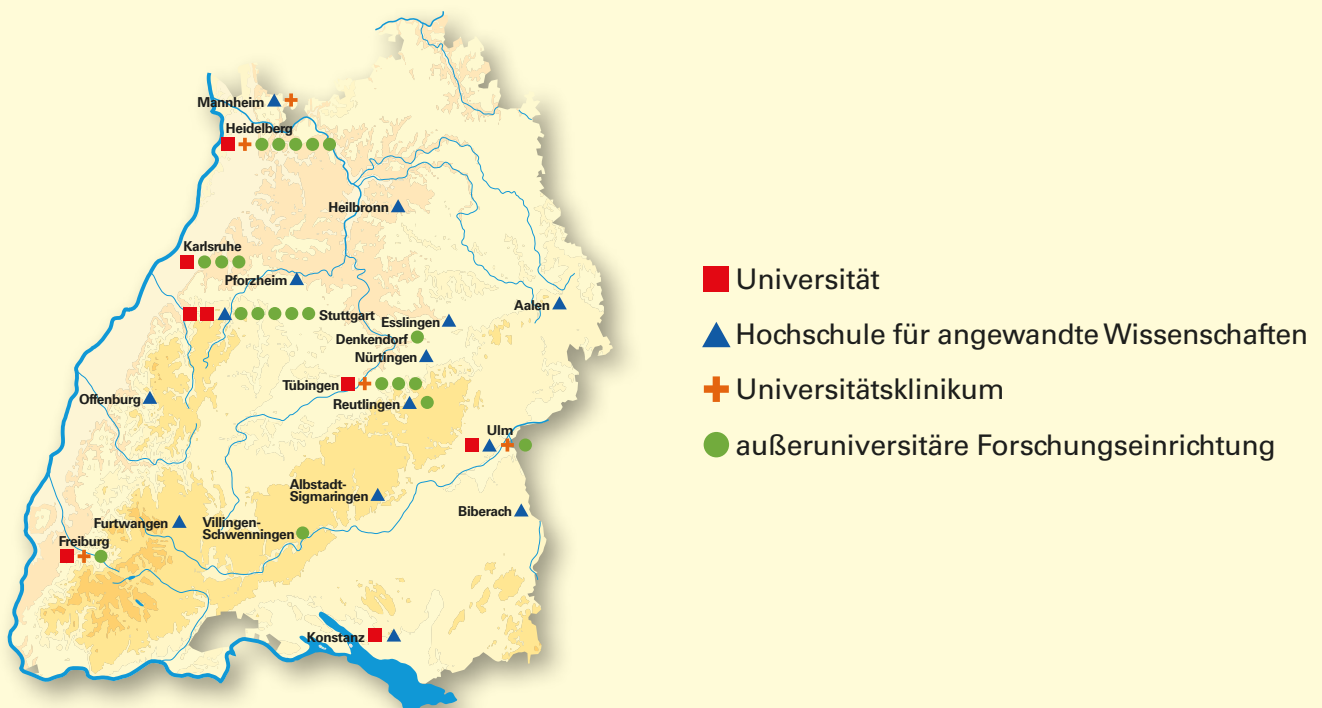 Mannheim
Heidelberg
Heilbronn
Karlsruhe
Pforzheim
Aalen
Stuttgart
Esslingen
Denkendorf
Nürtingen
Tübingen
Offenburg
Reutlingen
Ulm
Albstadt-
Sigmaringen
Biberach
Furtwangen
Villingen-
Schwenningen
Freiburg
Konstanz
Universität
Hochschule für angewandte Wissenschaften
Universitätsklinikum
außeruniversitäre Forschungseinrichtung